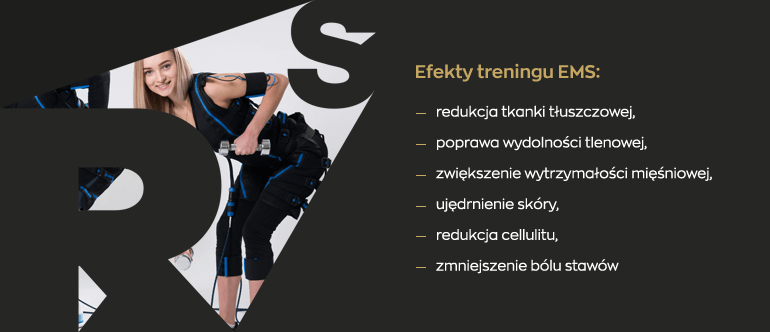 RS
Efekty treningu EMS:
— redukcja tkanki tłuszczowej,
— poprawa wydolności tlenowej,
— zwiększenie wytrzymałości mięśniowej,
— ujędrnienie skóry,
— redukcja cellulitu,
— zmniejszenie bólu stawów